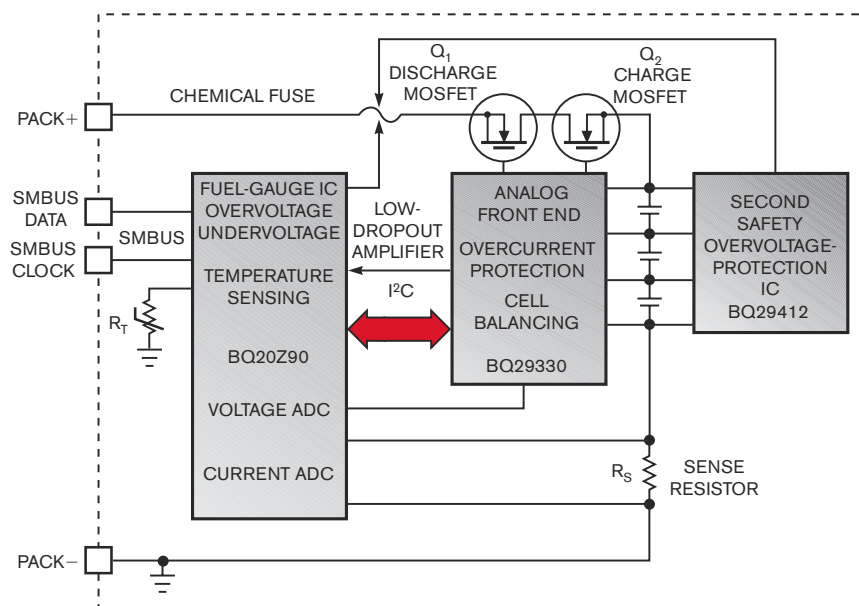 Q1
DISCHARGE
MOSFET
Q2
CHARGE
MOSFET
CHEMICAL FUSE
PACK+
SMBUS
DATA
SMBUS
CLOCK
SMBUS
RT
FUEL-GAUGE IC
OVERVOLTAGE
UNDERVOLTAGE
TEMPERATURE
SENSING
BQ20Z90
VOLTAGE ADC
CURRENT ADC
LOW-
DROPOUT
AMPLIFIER
I²C
ANALOG
FRONT END
OVERCURRENT
PROTECTION
CELL
BALANCING
BQ29330
SECOND
SAFETY
OVERVOLTAGE-
PROTECTION
IC
BQ29412
RS
SENSE
RESISTOR
PACK–